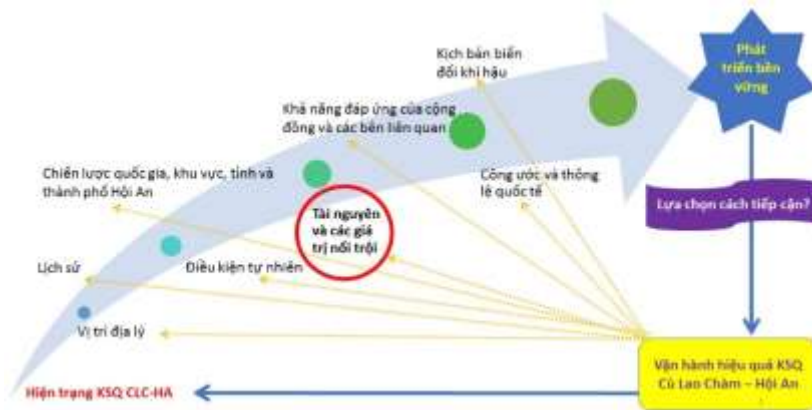 Kịch bản biến
đổi khí hậu
Phát
triển bền
vững
Khả năng đáp ứng của cộng
đồng và các bên liên quan
Chiến lược quốc gia, khu vực, tỉnh và
thành phố Hội An
Công ước và thông
lệ quốc tế
Lựa chọn cách tiếp cận?
Tài nguyên
và các giá
trị nổi trội
Lịch sử
Điều kiện tự nhiên
Vị trí địa lý
Vận hành hiệu quả KSQ
Cù Lao Chàm – Hội An
Hiện trạng KSQ CLC-HA